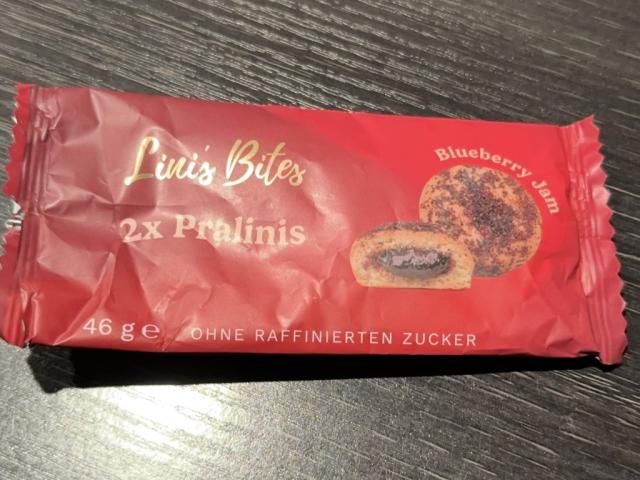 Lini's Bites
2x Pralinis
Blueberry Jam
46 g e
OHNE RAFFINIERTEN ZUCKER